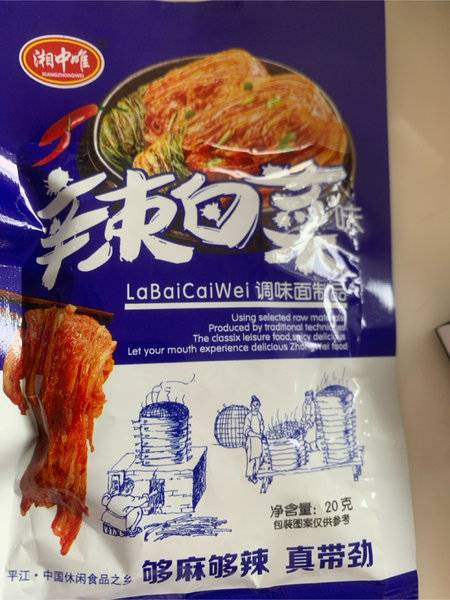 湘中唯
XIANGZHONGWEI
辣白菜味
LaBaiCaiWei 调味面制品
Using selected raw materials
Produced by traditional techniques
The classix leisure food,spicy delicious
Let your mouth experience delicious ZhongWei food
净含量: 20克
包装图案仅供参考
够麻够辣 真带劲
平江·中国休闲食品之乡